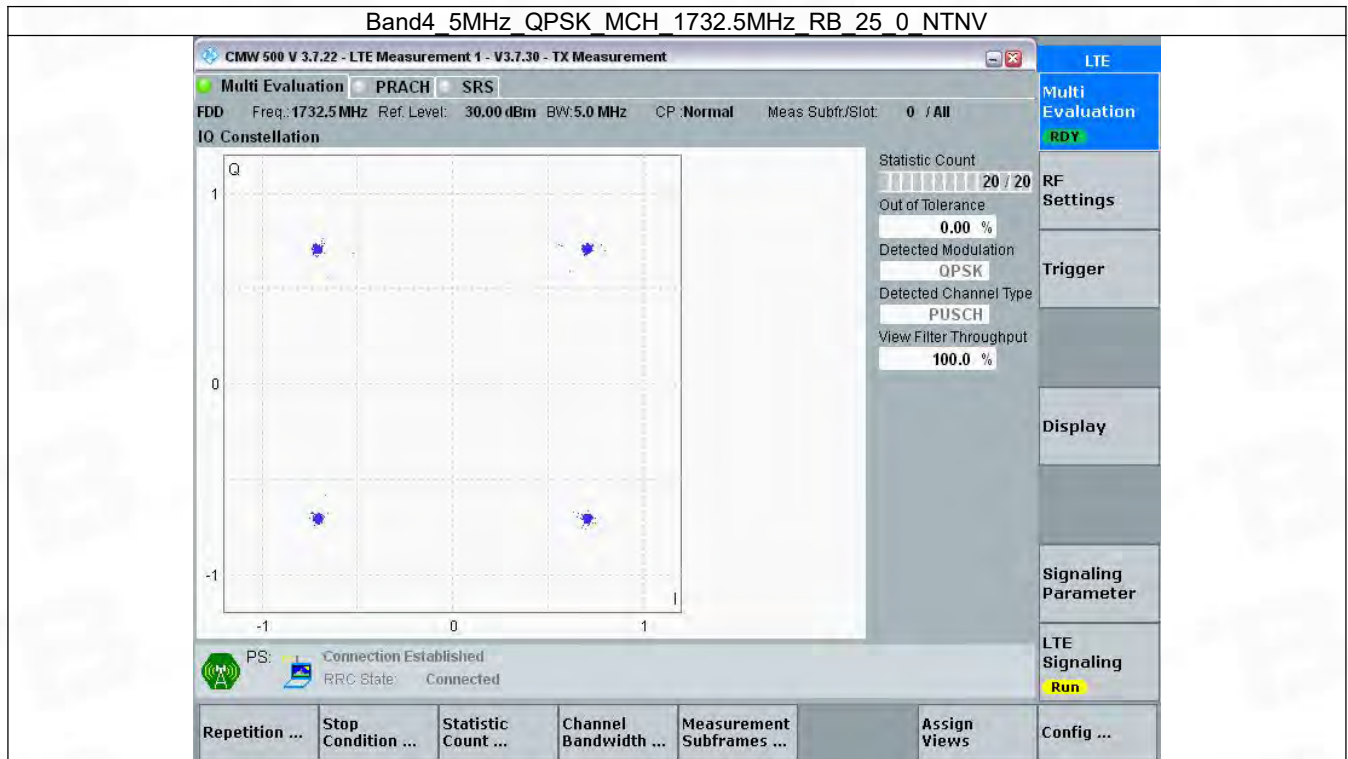 Band4_5MHz_QPSK_MCH_1732.5MHz_RB_25_0_NTNV
CMW 500 V 3.7.22 - LTE Measurement 1 - V3.7.30 - TX Measurement
LTE
Multi Evaluation PRACH SRS
Multi
Evaluation
RDY
FDD Freq.: 1732.5 MHz Ref. Level: 30.00 dBm BW: 5.0 MHz CP : Normal Meas Subfr./Slot: 0 / All
IQ Constellation
Q
1
0
-1
I
-1 0 1
Statistic Count
20 / 20
Out of Tolerance
0.00 %
Detected Modulation
QPSK
Detected Channel Type
PUSCH
View Filter Throughput
100.0 %
RF
Settings
Trigger
Display
Signaling
Parameter
LTE
Signaling
Run
PS: Connection Established
RRC State: Connected
Repetition ...
Stop
Condition ...
Statistic
Count ...
Channel
Bandwidth ...
Measurement
Subframes ...
Assign
Views
Config ...